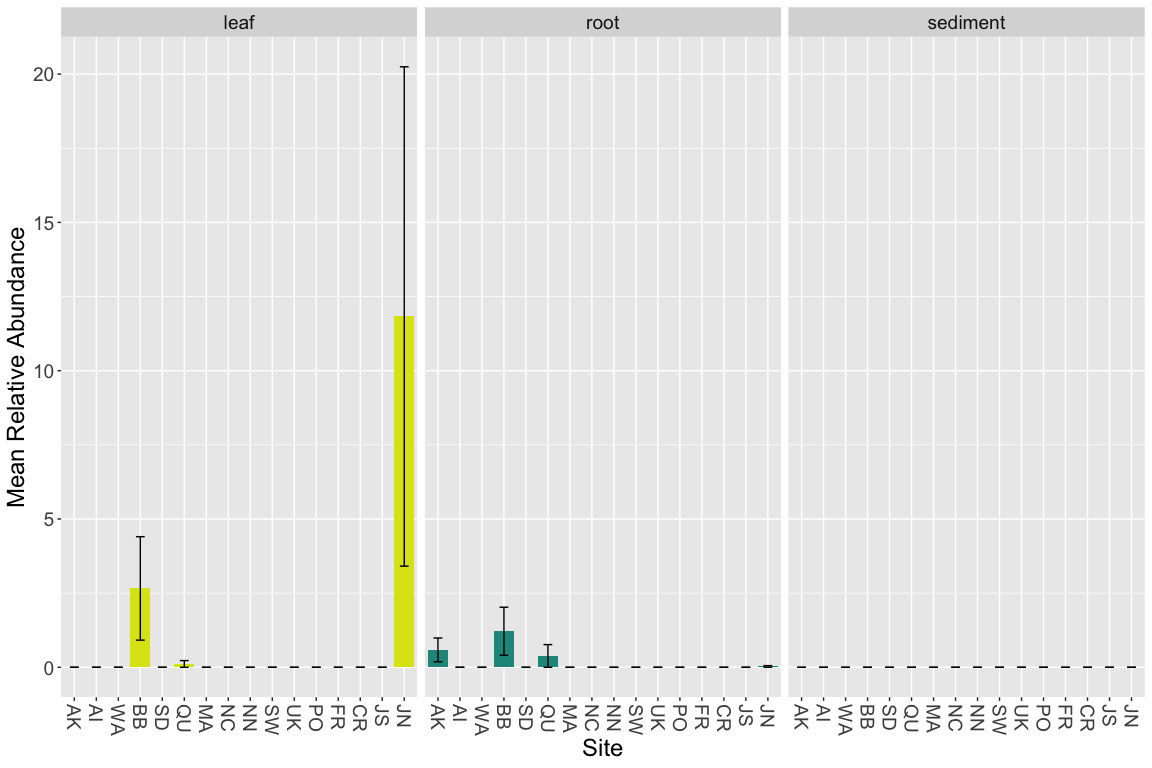 leaf root sediment
Mean Relative Abundance
20
15
10
5
0
AK AI WA BB SD QU MA NC NN SW UK PO FR CR JS JN AK AI WA BB SD QU MA NC NN SW UK PO FR CR JS JN AK AI WA BB SD QU MA NC NN SW UK PO FR CR JS JN
Site